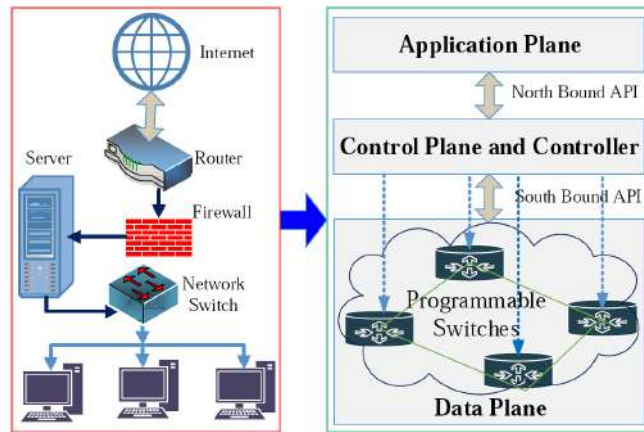 Internet
Router
Server
Firewall
Network
Switch
Application Plane
North Bound API
Control Plane and Controller
South Bound API
Programmable
Switches
Data Plane